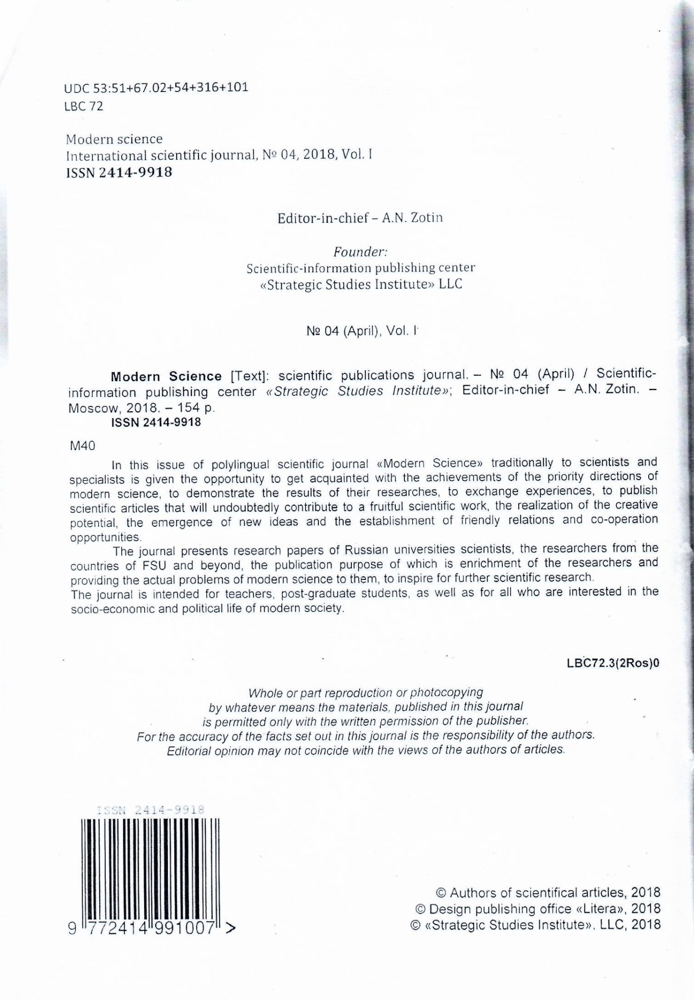 UDC 53:51+67.02+54+316+101
LBC 72
Modern science
International scientific journal, № 04, 2018, Vol. I
ISSN 2414-9918
Editor-in-chief – A.N. Zotin
Founder:
Scientific-information publishing center
«Strategic Studies Institute» LLC
№ 04 (April), Vol. I
Modern Science [Text]: scientific publications journal. – № 04 (April) / Scientific-
information publishing center «Strategic Studies Institute»; Editor-in-chief – A.N. Zotin. –
Moscow, 2018. – 154 p.
ISSN 2414-9918
M40
In this issue of polylingual scientific journal «Modern Science» traditionally to scientists and
specialists is given the opportunity to get acquainted with the achievements of the priority directions of
modern science, to demonstrate the results of their researches, to exchange experiences, to publish
scientific articles that will undoubtedly contribute to a fruitful scientific work, the realization of the creative
potential, the emergence of new ideas and the establishment of friendly relations and co-operation
opportunities.
The journal presents research papers of Russian universities scientists, the researchers from the
countries of FSU and beyond, the publication purpose of which is enrichment of the researchers and
providing the actual problems of modern science to them, to inspire for further scientific research.
The journal is intended for teachers, post-graduate students, as well as for all who are interested in the
socio-economic and political life of modern society.
LBC72.3(2Ros)0
Whole or part reproduction or photocopying
by whatever means the materials, published in this journal
is permitted only with the written permission of the publisher.
For the accuracy of the facts set out in this journal is the responsibility of the authors.
Editorial opinion may not coincide with the views of the authors of articles.
ISSN 2414-9918
9 772414 991007 >
© Authors of scientifical articles, 2018
© Design publishing office «Litera», 2018
© «Strategic Studies Institute». LLC, 2018